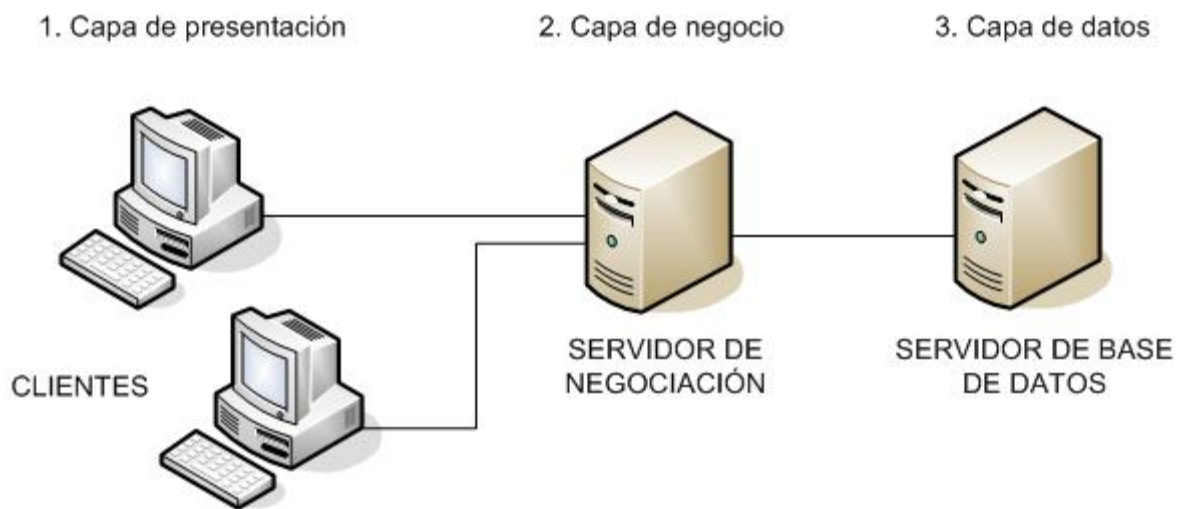 1. Capa de presentación
2. Capa de negocio
3. Capa de datos
SERVIDOR DE
NEGOCIACIÓN
SERVIDOR DE BASE
DE DATOS
CLIENTES